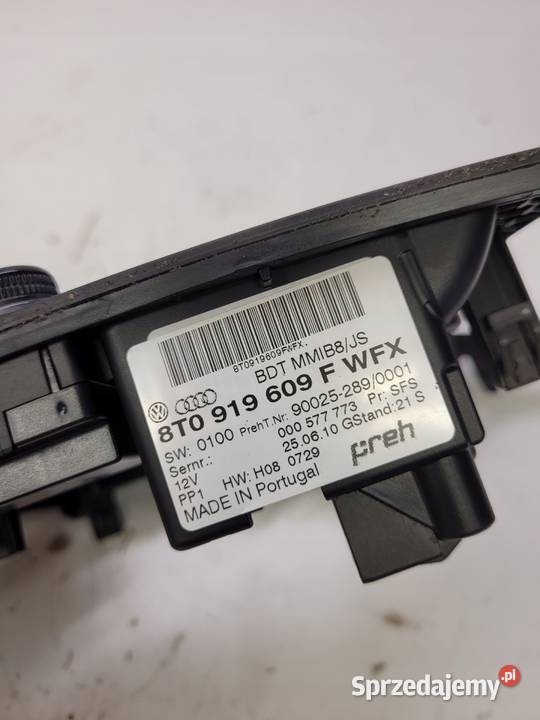 8T0919609FWFX.
BDT MMIB8/JS
8T0 919 609 F WFX
SW: 0100 PrehT.Nr: 90025-289/0001
Sernr.: 000 577 773 Pr: SFS
12V 25.06.10 GStand:21 S
PP1 HW: H08 0729
MADE IN Portugal
preh
Sprzedajemy.pl